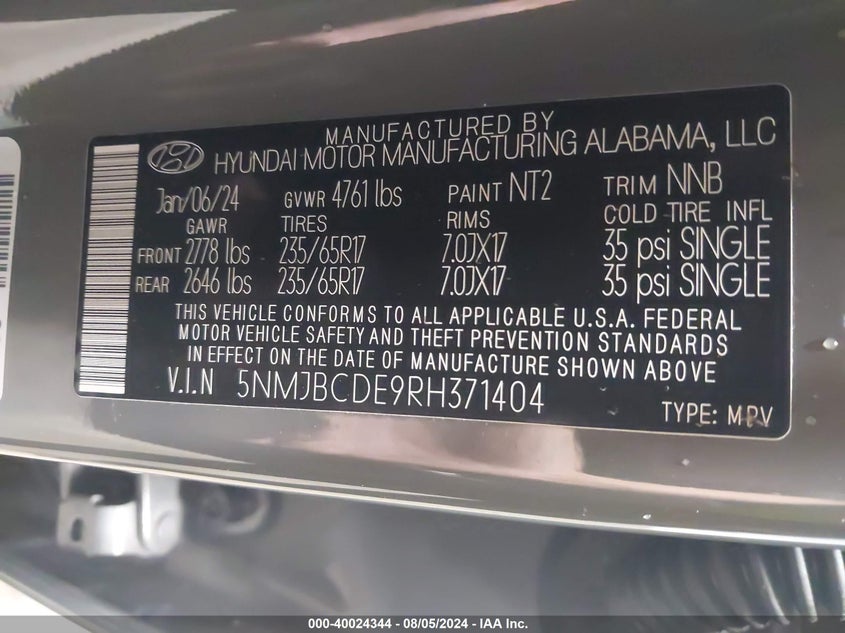 MANUFACTURED BY
HYUNDAI MOTOR MANUFACTURING ALABAMA, LLC
Jan/06/24 GVWR 4761 lbs PAINT NT2 TRIM NNB
GAWR TIRES RIMS COLD TIRE INFL
FRONT 2778 lbs 235/65R17 7.0JX17 35 psi SINGLE
REAR 2646 lbs 235/65R17 7.0JX17 35 psi SINGLE
THIS VEHICLE CONFORMS TO ALL APPLICABLE U.S.A. FEDERAL
MOTOR VEHICLE SAFETY AND THEFT PREVENTION STANDARDS
IN EFFECT ON THE DATE OF MANUFACTURE SHOWN ABOVE
V.I.N 5NMJBCDE9RH371404
TYPE: MPV
000-40024344 - 08/05/2024 - IAA Inc.